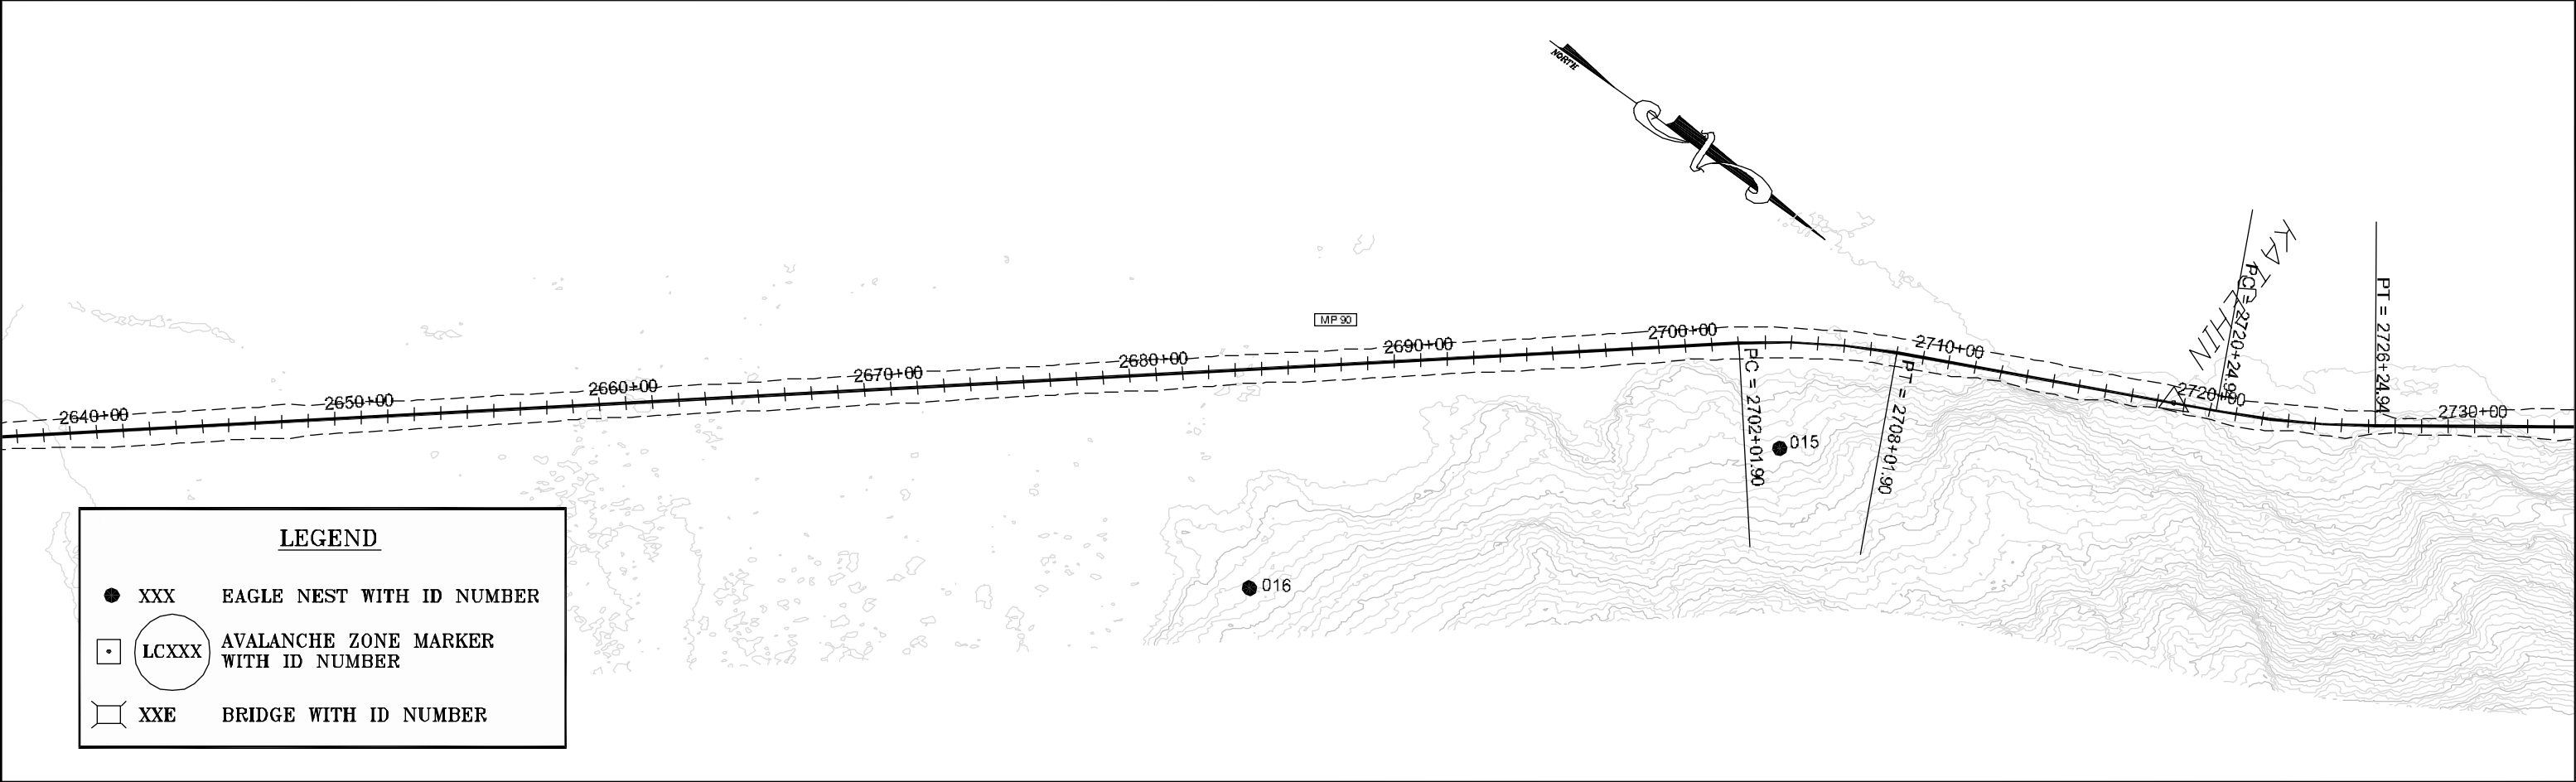 NORTH
KATZEHIN
MP 90
2640+00
2650+00
2660+00
2670+00
2680+00
2690+00
2700+00
2710+00
2720+00
2730+00
PC = 2702+01.90
PT = 2708+01.90
PC = 2720+24.98
PT = 2726+24.94
015
016
LEGEND
XXX EAGLE NEST WITH ID NUMBER
LCXXX AVALANCHE ZONE MARKER
WITH ID NUMBER
XXE BRIDGE WITH ID NUMBER